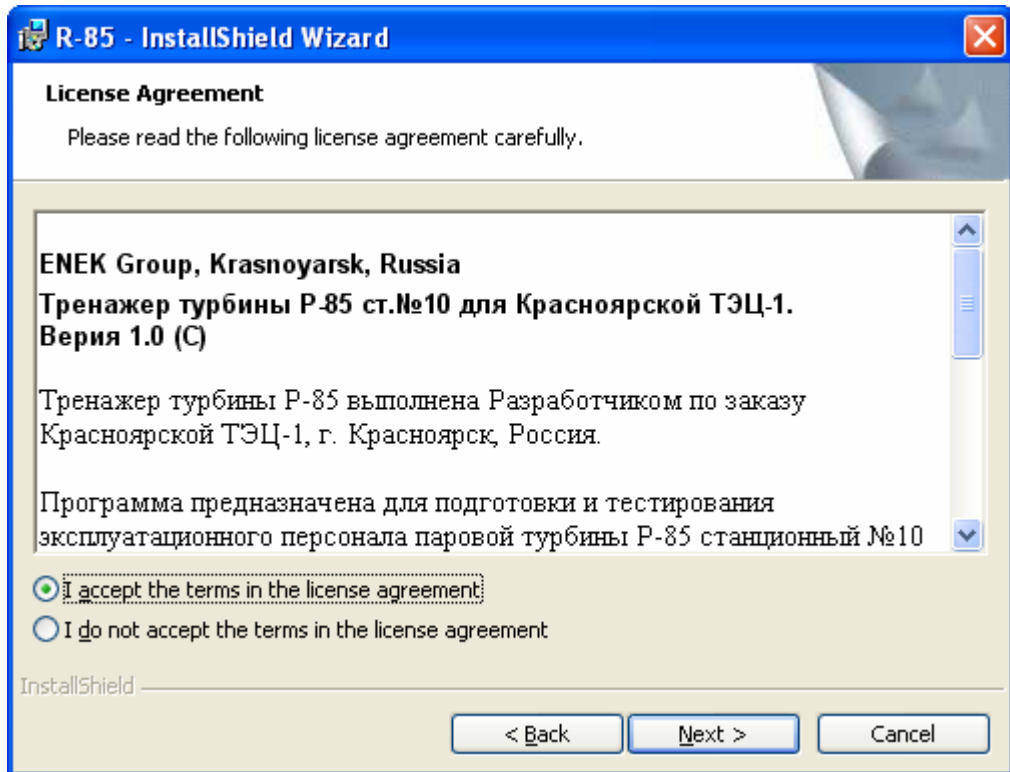 R-85 - InstallShield Wizard
License Agreement
Please read the following license agreement carefully.
ENEK Group, Krasnoyarsk, Russia
Тренажер турбины Р-85 ст.№10 для Красноярской ТЭЦ-1.
Верия 1.0 (С)
Тренажер турбины Р-85 выполнена Разработчиком по заказу
Красноярской ТЭЦ-1, г. Красноярск, Россия.
Программа предназначена для подготовки и тестирования
эксплуатационного персонала паровой турбины Р-85 станционный №10
I accept the terms in the license agreement
I do not accept the terms in the license agreement
InstallShield
< Back
Next >
Cancel